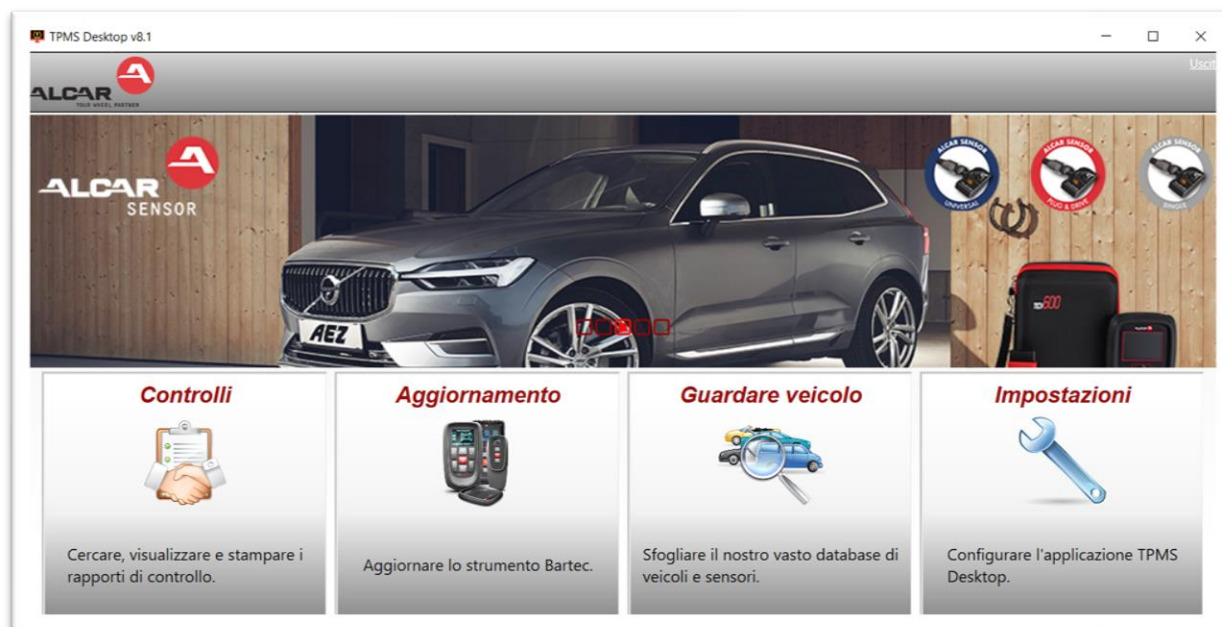 TPMS Desktop v8.1
Uscit
ALCAR
YOUR WHEEL PARTNER
ALCAR
SENSOR
ALCAR SENSOR
UNIVERSAL
ALCAR SENSOR
PLUG & DRIVE
ALCAR SENSOR
SINGLE
AEZ
600
Controlli
Aggiornamento
Guardare veicolo
Impostazioni
Cercare, visualizzare e stampare i
rapporti di controllo.
Aggiornare lo strumento Bartec.
Sfogliare il nostro vasto database di
veicoli e sensori.
Configurare l'applicazione TPMS
Desktop.